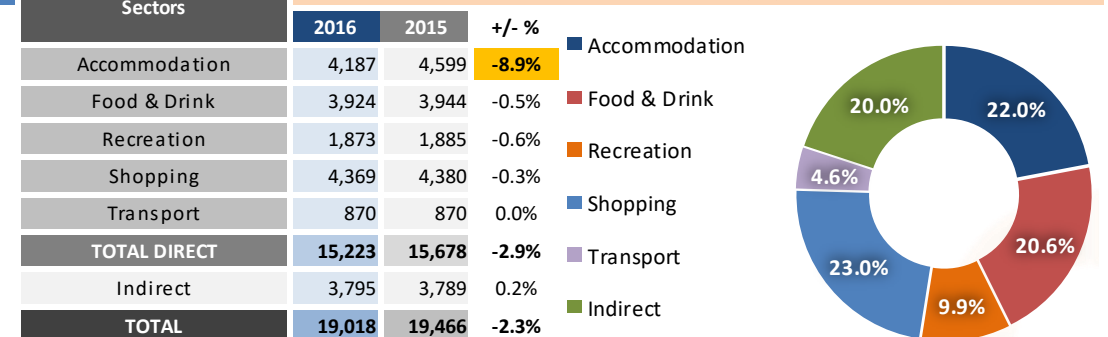 Sectors
2016 2015 +/- %
Accommodation 4,187 4,599 -8.9%
Food & Drink 3,924 3,944 -0.5%
Recreation 1,873 1,885 -0.6%
Shopping 4,369 4,380 -0.3%
Transport 870 870 0.0%
TOTAL DIRECT 15,223 15,678 -2.9%
Indirect 3,795 3,789 0.2%
TOTAL 19,018 19,466 -2.3%
Accommodation
Food & Drink
Recreation
Shopping
Transport
Indirect
22.0%
20.6%
9.9%
23.0%
4.6%
20.0%